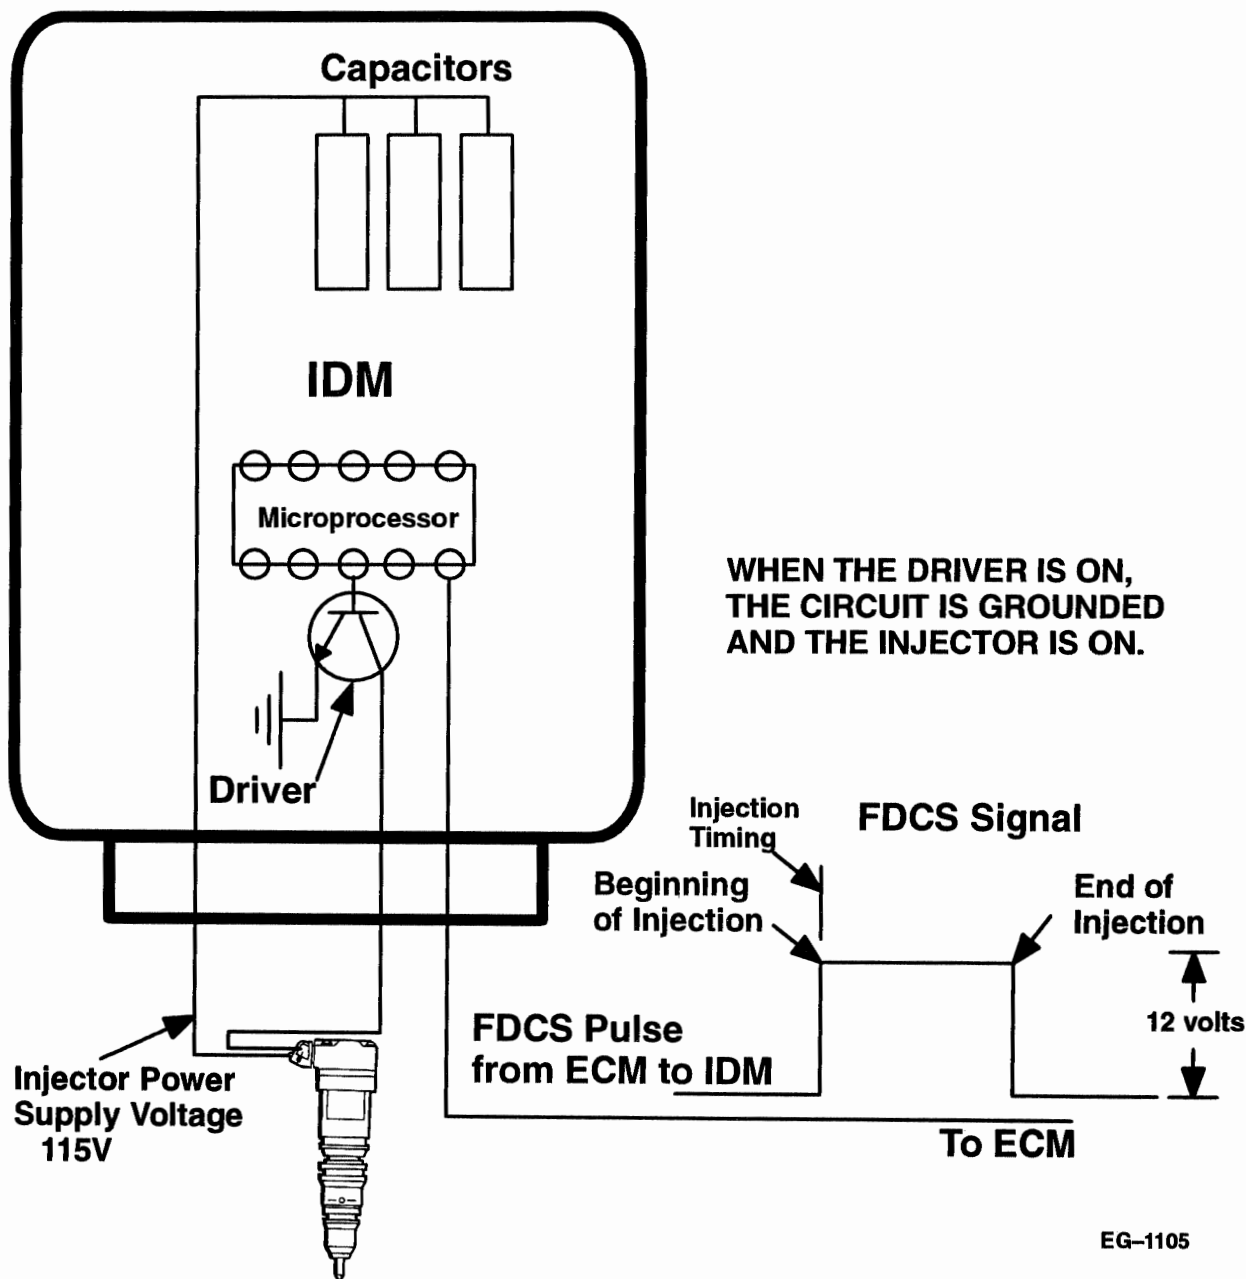 Capacitors
IDM
Microprocessor
WHEN THE DRIVER IS ON,
THE CIRCUIT IS GROUNDED
AND THE INJECTOR IS ON.
Driver
Injection
Timing
FDCS Signal
Beginning
of Injection
End of
Injection
12 volts
FDCS Pulse
from ECM to IDM
Injector Power
Supply Voltage
115V
To ECM
EG–1105